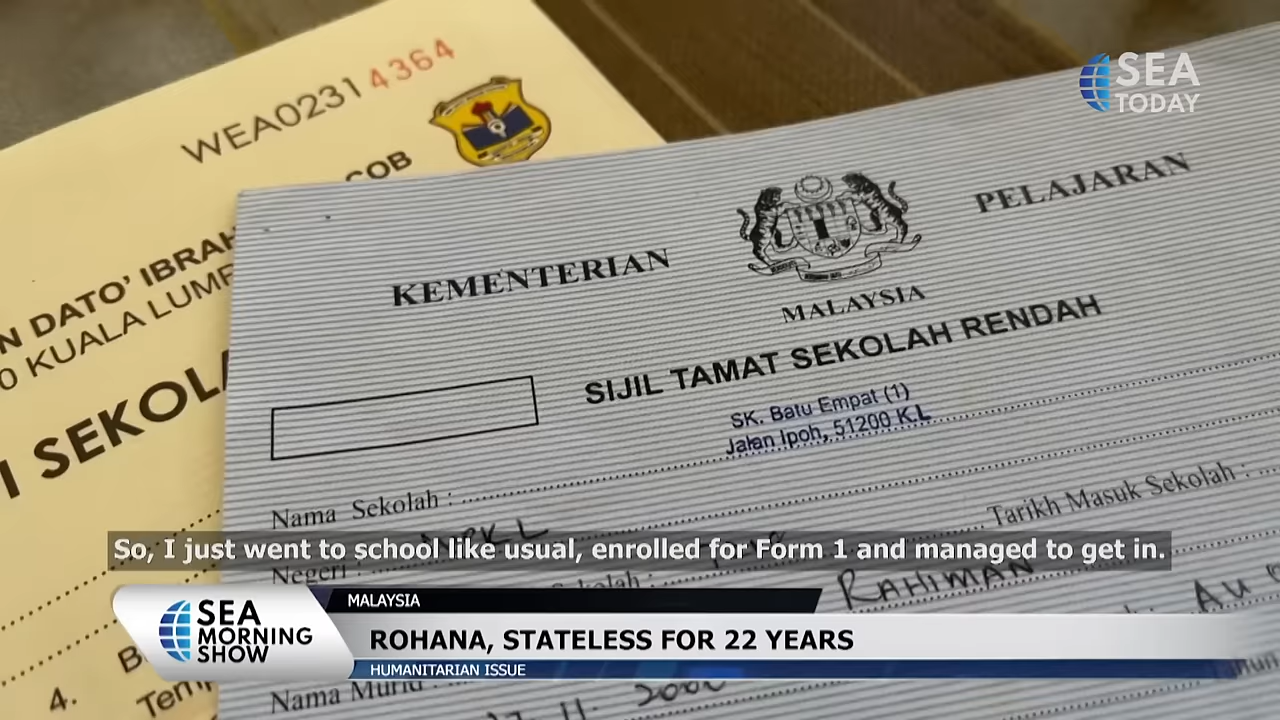 SEA
TODAY
WEA0231 4364
COB
N DATO' IBRAH
0 KUALA LUMP
I SEKOLA
4.
KEMENTERIAN
PELAJARAN
MALAYSIA
SIJIL TAMAT SEKOLAH RENDAH
SK. Batu Empat (1)
Jalan Ipoh, 51200 K.L
Nama Sekolah :
Tarikh Masuk Sekolah :
Negeri :
RAHIMAN
So, I just went to school like usual, enrolled for Form 1 and managed to get in.
SEA
MORNING
SHOW
MALAYSIA
ROHANA, STATELESS FOR 22 YEARS
HUMANITARIAN ISSUE
Nama Murid